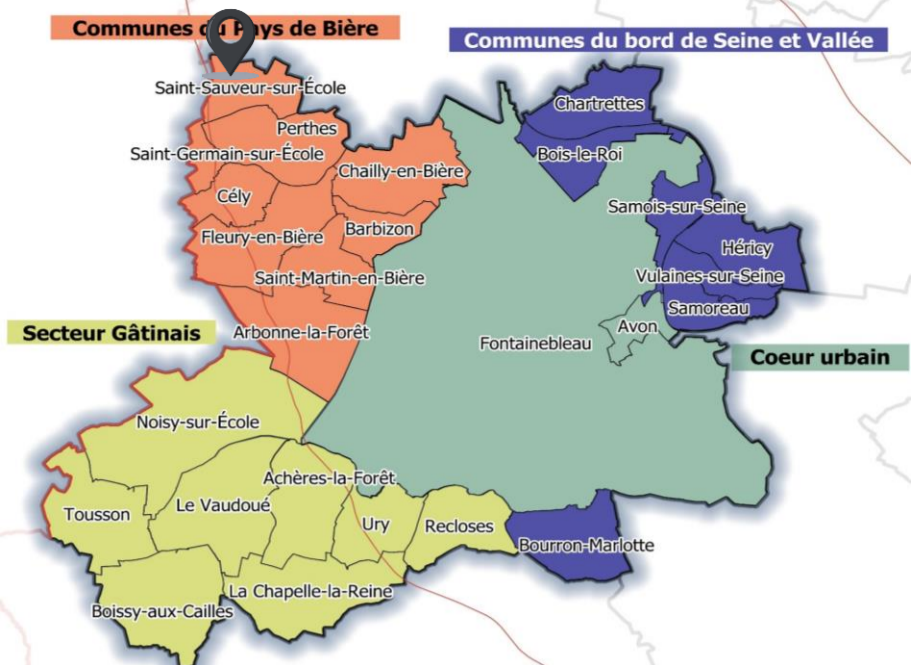 Communes du Pays de Bière
Communes du bord de Seine et Vallée
Saint-Sauveur-sur-École
Chartrettes
Perthes
Saint-Germain-sur-École
Bois-le-Roi
Chailly-en-Bière
Cély
Samois-sur-Seine
Barbizon
Fleury-en-Bière
Héricy
Saint-Martin-en-Bière
Vulaines-sur-Seine
Samoreau
Secteur Gâtinais
Arbonne-la-Forêt
Avon
Fontainebleau
Coeur urbain
Noisy-sur-École
Achères-la-Forêt
Le Vaudoué
Tousson
Ury
Recloses
Bourron-Marlotte
La Chapelle-la-Reine
Boissy-aux-Cailles